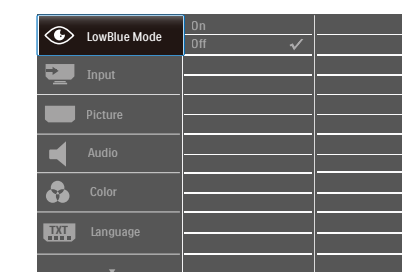 LowBlue Mode
On
Off
Input
Picture
Audio
Color
TXT
Language